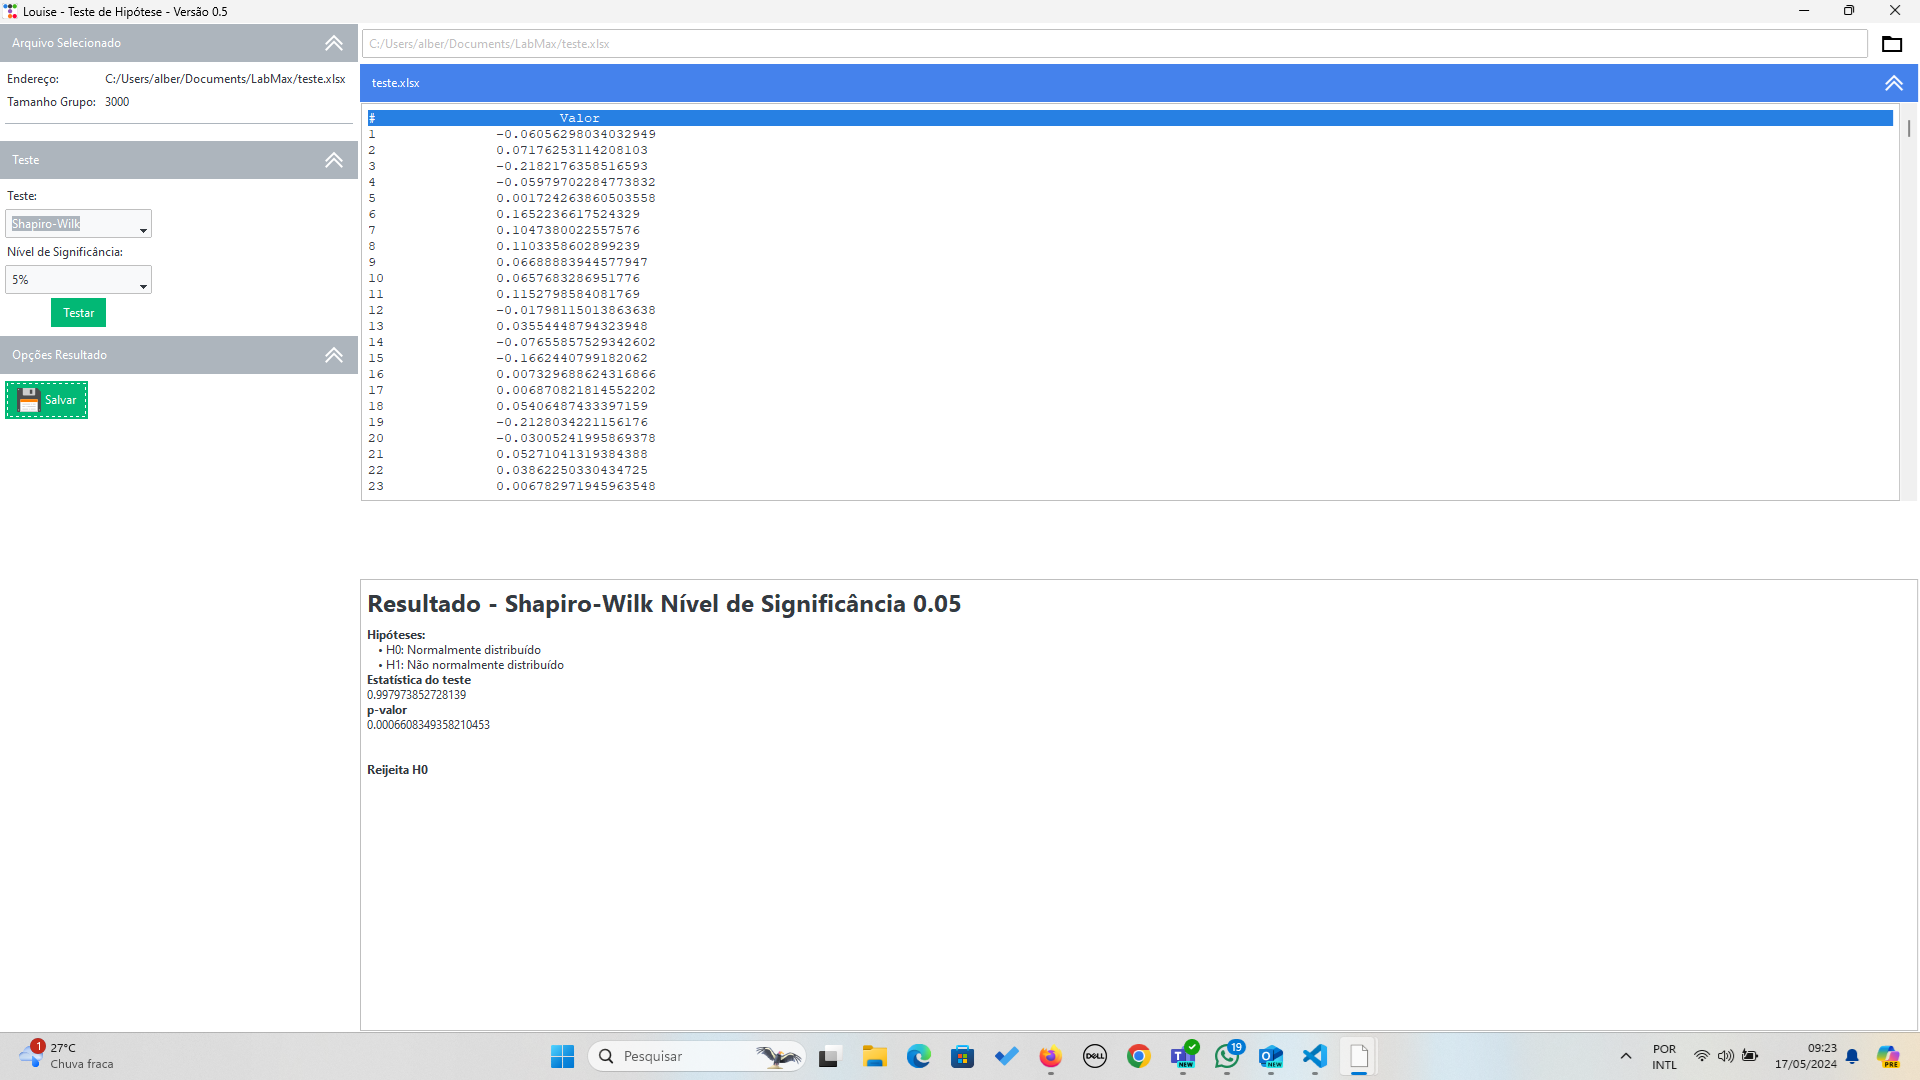 Louise - Teste de Hipótese - Versão 0.5
Arquivo Selecionado
Endereço: C:/Users/alber/Documents/LabMax/teste.xlsx
Tamanho Grupo: 3000
Teste
Teste:
Shapiro-Wilk
Nível de Significância:
5%
Testar
Opções Resultado
Salvar
C:/Users/alber/Documents/LabMax/teste.xlsx
teste.xlsx
# Valor
1 -0.06056298034032949
2 0.07176253114208103
3 -0.2182176358516593
4 -0.05979702284773832
5 0.001724263860503558
6 0.1652236617524329
7 0.1047380022557576
8 0.1103358602899239
9 0.06688883944577947
10 0.0657683286951776
11 0.1152798584081769
12 -0.01798115013863638
13 0.03554448794323948
14 -0.07655857529342602
15 -0.1662440799182062
16 0.007329688624316866
17 0.006870821814552202
18 0.05406487433397159
19 -0.2128034221156176
20 -0.03005241995869378
21 0.05271041319384388
22 0.03862250330434725
23 0.006782971945963548
Resultado - Shapiro-Wilk Nível de Significância 0.05
Hipóteses:
• H0: Normalmente distribuído
• H1: Não normalmente distribuído
Estatística do teste
0.997973852728139
p-valor
0.0006608349358210453
Reijeita H0
1
27°C
Chuva fraca
Pesquisar
DELL
NEW
19
NEW
POR
INTL
09:23
17/05/2024
PRE